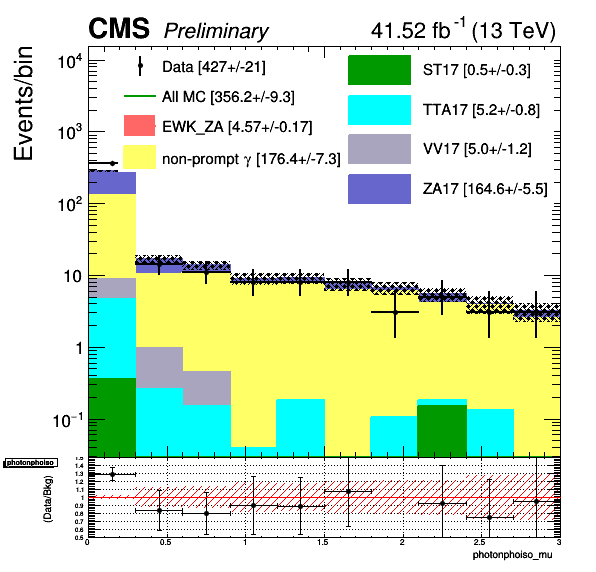 CMS Preliminary 41.52 fb⁻¹ (13 TeV)
Events/bin
10⁴
10³
10²
10
1
10⁻¹
Data [427+/-21]
All MC [356.2+/-9.3]
EWK_ZA [4.57+/-0.17]
non-prompt γ [176.4+/-7.3]
ST17 [0.5+/-0.3]
TTA17 [5.2+/-0.8]
VV17 [5.0+/-1.2]
ZA17 [164.6+/-5.5]
photonphoiso
(Data/Bkg)
1.5
1.4
1.3
1.2
1.1
1
0.9
0.8
0.7
0.6
0.5
0 0.5 1 1.5 2 2.5 3
photonphoiso_mu